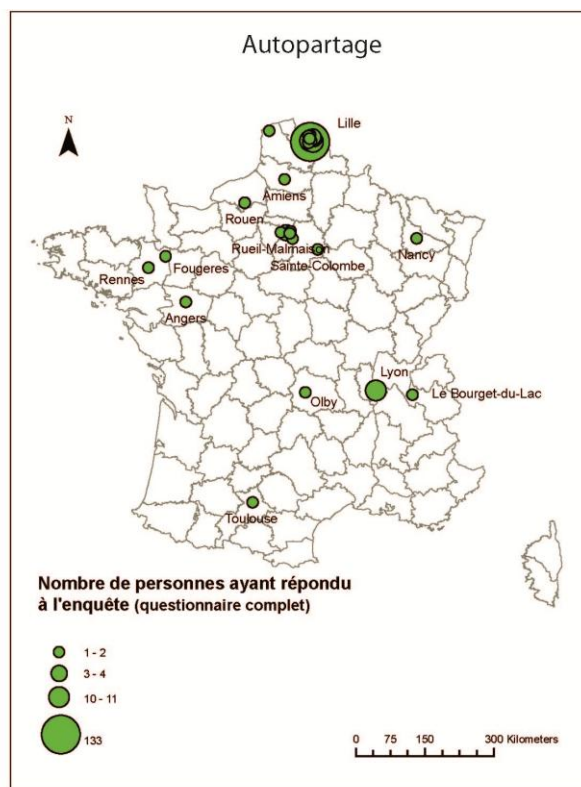 Autopartage
N
Lille
Amiens
Rouen
Rueil-Malmaison
Sainte-Colombe
Nancy
Fougeres
Rennes
Angers
Lyon
Olby
Le Bourget-du-Lac
Toulouse
Nombre de personnes ayant répondu
à l'enquête (questionnaire complet)
1 - 2
3 - 4
10 - 11
133
0 75 150 300 Kilometers